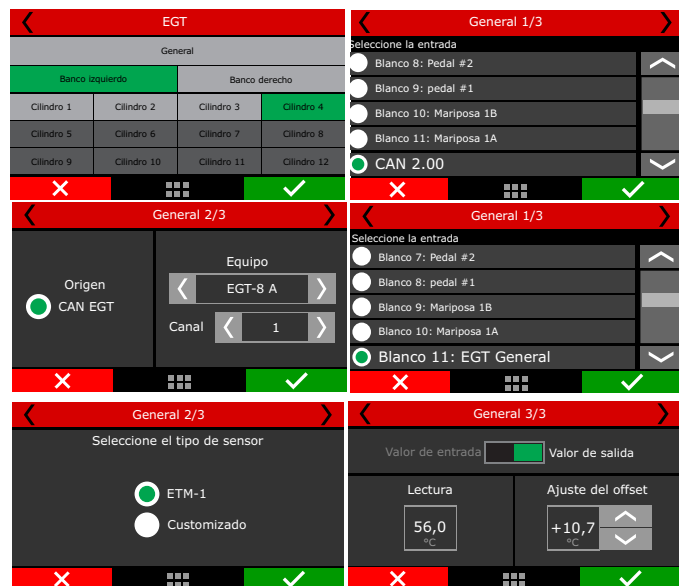 EGT
General
Banco izquierdo Banco derecho
Cilindro 1 Cilindro 2 Cilindro 3 Cilindro 4
Cilindro 5 Cilindro 6 Cilindro 7 Cilindro 8
Cilindro 9 Cilindro 10 Cilindro 11 Cilindro 12
General 1/3
Seleccione la entrada
Blanco 8: Pedal #2
Blanco 9: pedal #1
Blanco 10: Mariposa 1B
Blanco 11: Mariposa 1A
CAN 2.00
General 2/3
Origen
CAN EGT
Equipo
EGT-8 A
Canal 1
General 1/3
Seleccione la entrada
Blanco 7: Pedal #2
Blanco 8: pedal #1
Blanco 9: Mariposa 1B
Blanco 10: Mariposa 1A
Blanco 11: EGT General
General 2/3
Seleccione el tipo de sensor
ETM-1
Customizado
General 3/3
Valor de entrada Valor de salida
Lectura
56,0
°C
Ajuste del offset
+10,7
°C